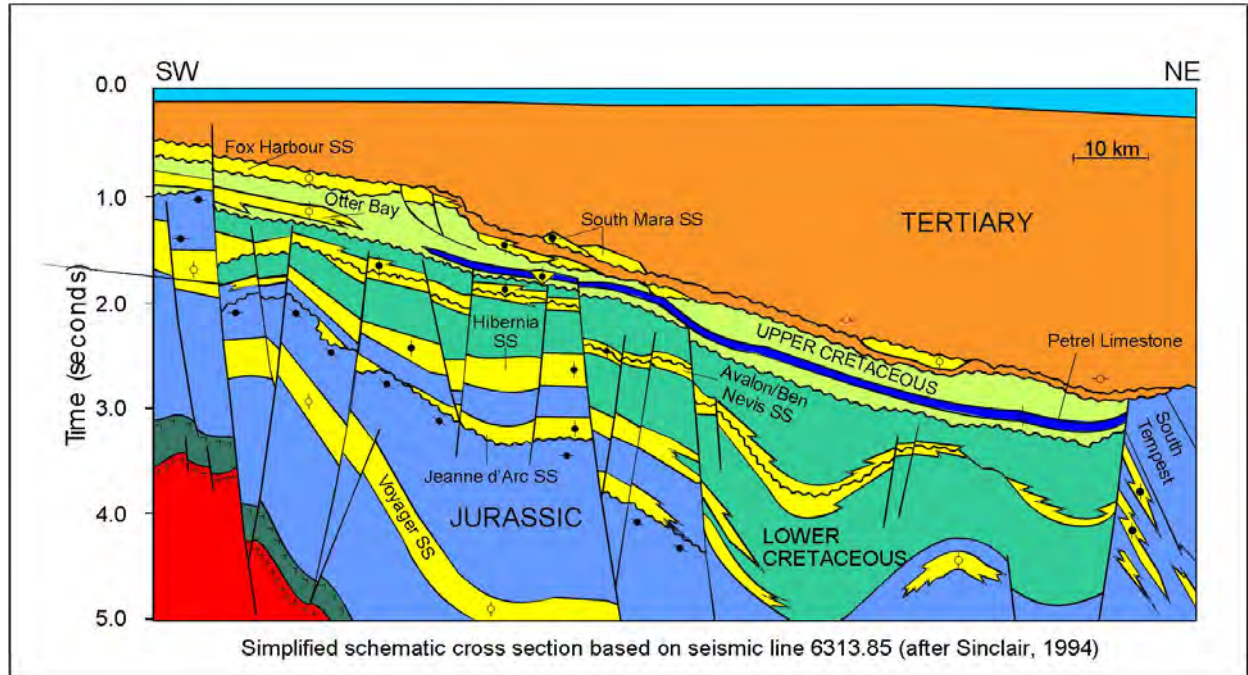 SW
NE
0.0
1.0
2.0
3.0
4.0
5.0
Time (seconds)
10 km
Fox Harbour SS
Otter Bay
South Mara SS
TERTIARY
Hibernia
SS
UPPER CRETACEOUS
Petrel Limestone
Avalon/Ben
Nevis SS
South
Tempest
Jeanne d'Arc SS
Voyager SS
JURASSIC
LOWER
CRETACEOUS
Simplified schematic cross section based on seismic line 6313.85 (after Sinclair, 1994)